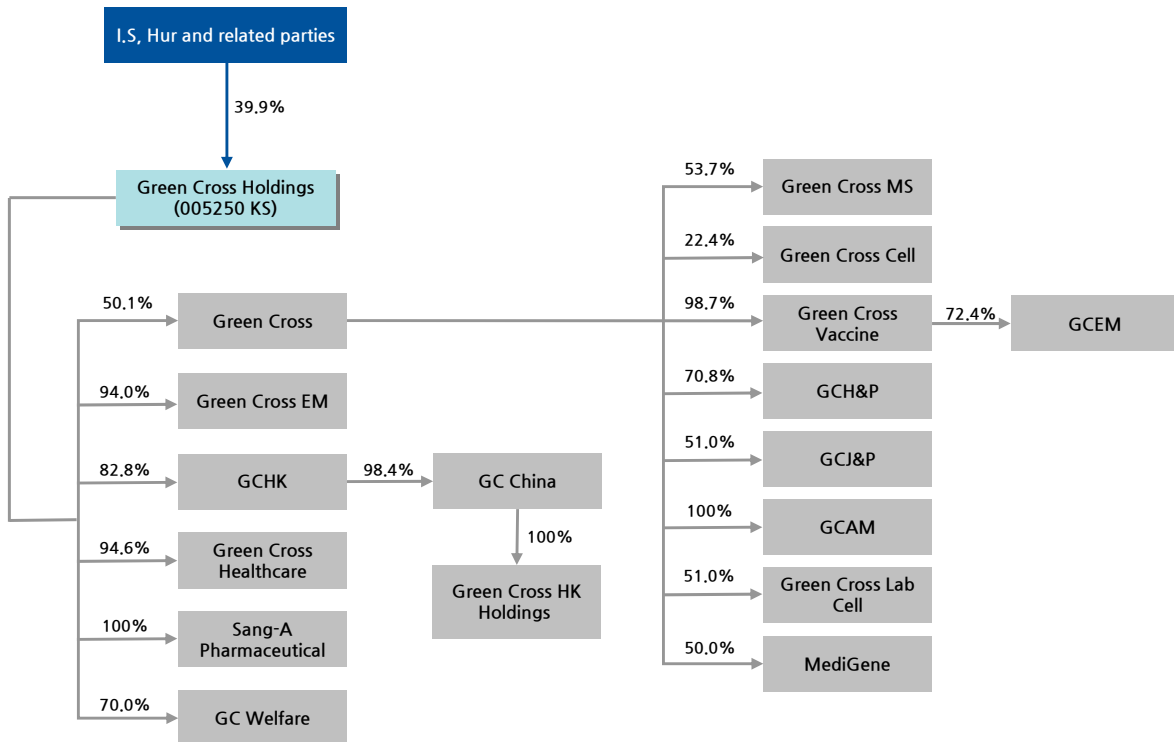 I.S, Hur and related parties
39.9%
Green Cross Holdings
(005250 KS)
50.1%
Green Cross
94.0%
Green Cross EM
82.8%
GCHK
98.4%
GC China
100%
Green Cross HK
Holdings
94.6%
Green Cross
Healthcare
100%
Sang-A
Pharmaceutical
70.0%
GC Welfare
53.7%
Green Cross MS
22.4%
Green Cross Cell
98.7%
Green Cross
Vaccine
72.4%
GCEM
70.8%
GCH&P
51.0%
GCJ&P
100%
GCAM
51.0%
Green Cross Lab
Cell
50.0%
MediGene